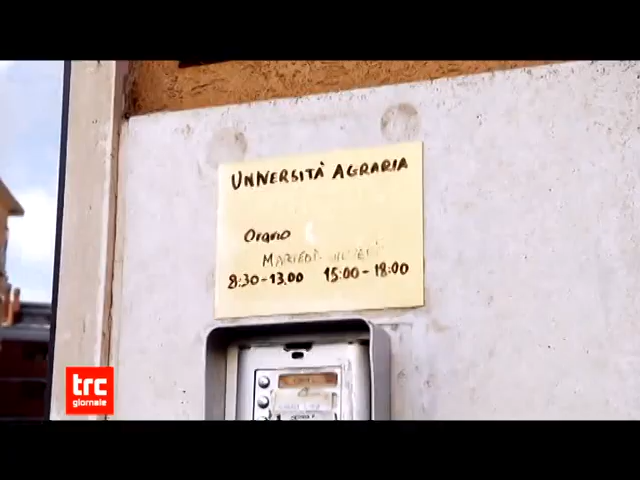 UNIVERSITÀ AGRARIA
Orario
MARTEDÌ
8:30-13.00 15:00-18:00
trc
giornale